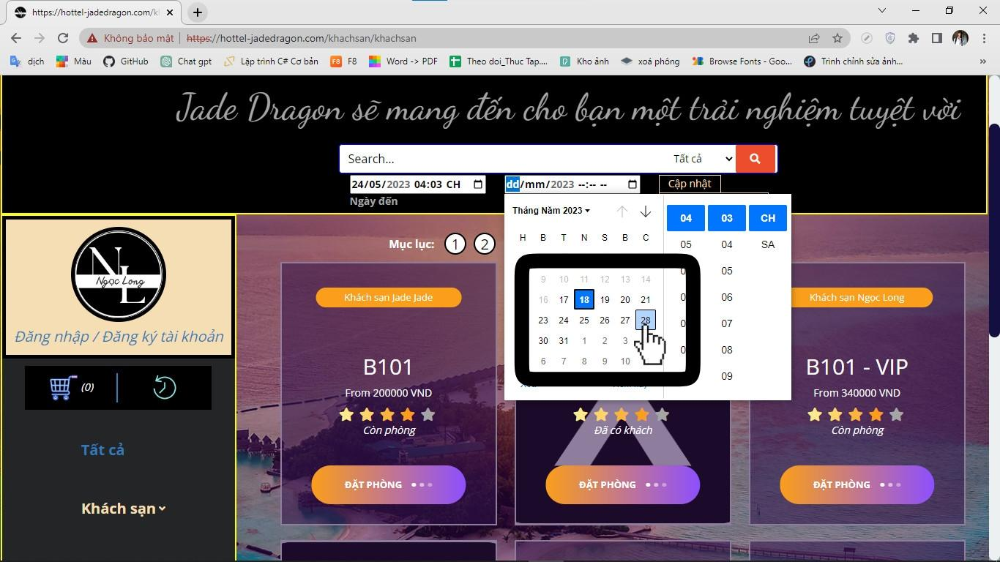 https://hottel-jadedragon.com/kl
Không bảo mật https://hottel-jadedragon.com/khachsan/khachsan
dịch Màu GitHub Chat gpt Lập trình C# Cơ bản F8 F8 Word -> PDF Theo doi_Thuc Tap.... Kho ảnh xoá phông Browse Fonts - Goo... Trình chỉnh sửa ảnh... »
Jade Dragon sẽ mang đến cho bạn một trải nghiệm tuyệt vời
Search... Tất cả
24/05/2023 04:03 CH dd/mm/2023 --:-- -- Cập nhật
Ngày đến
Tháng Năm 2023 04 03 CH
H B T N S B C
05 04 SA
05
06
07
08
09
9 10 11 12 13 14
16 17 18 19 20 21
23 24 25 26 27 28
30 31 1 2 3
6 7 8 9 10
NL
Ngọc Long
Đăng nhập / Đăng ký tài khoản
(0)
Tất cả
Khách sạn
Mục lục: 1 2
Khách sạn Jade Jade
B101
From 200000 VND
Còn phòng
ĐẶT PHÒNG
Đã có khách
ĐẶT PHÒNG
Khách sạn Ngọc Long
B101 - VIP
From 340000 VND
Còn phòng
ĐẶT PHÒNG